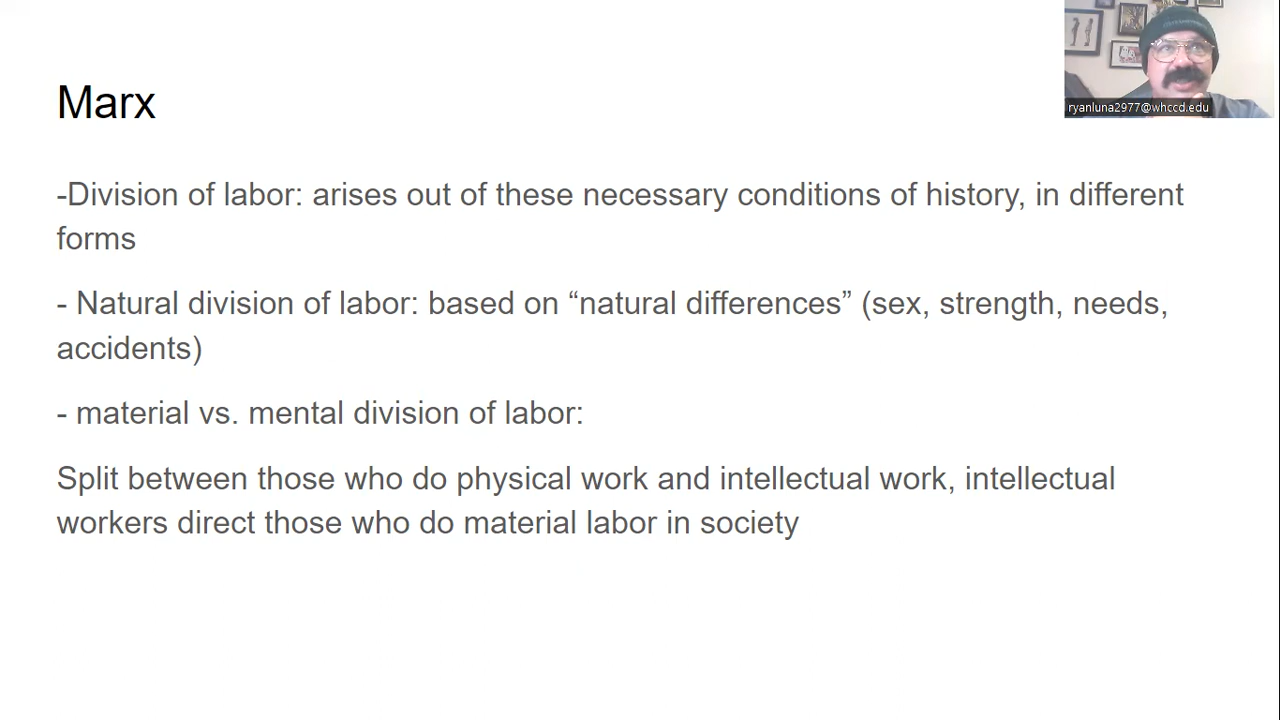 Marx
ryanluna2977@whccd.edu
-Division of labor: arises out of these necessary conditions of history, in different
forms
- Natural division of labor: based on “natural differences” (sex, strength, needs,
accidents)
- material vs. mental division of labor:
Split between those who do physical work and intellectual work, intellectual
workers direct those who do material labor in society